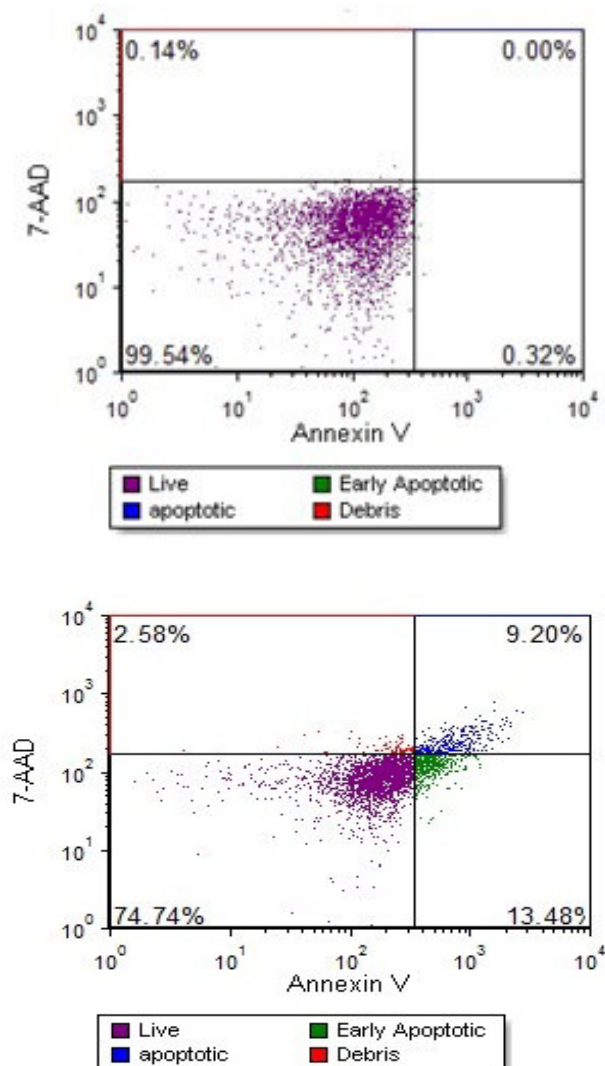 10⁴
0.14% 0.00%
10³
7-AAD
10²
10¹
99.54% 0.32%
10⁰
10⁰ 10¹ 10² 10³ 10⁴
Annexin V
Live Early Apoptotic
apoptotic Debris
10⁴
2.58% 9.20%
10³
7-AAD
10²
10¹
74.74% 13.48%
10⁰
10⁰ 10¹ 10² 10³ 10⁴
Annexin V
Live Early Apoptotic
apoptotic Debris